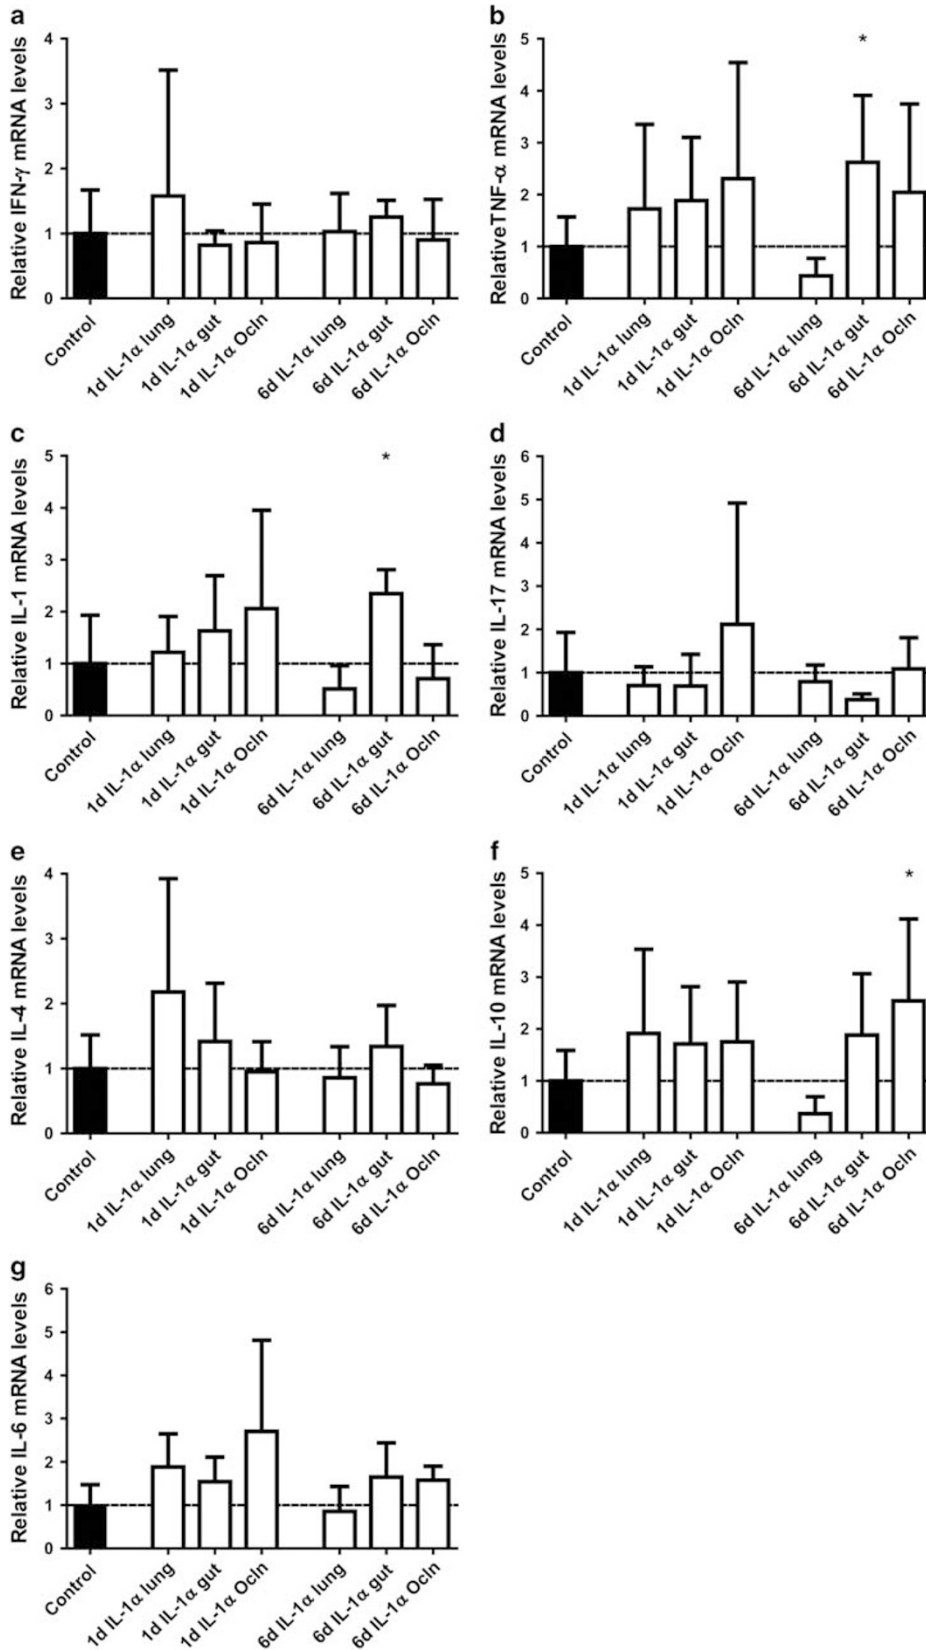 a
Relative IFN-γ mRNA levels
4
3
2
1
0
Control
1d IL-1α lung
1d IL-1α gut
1d IL-1α Ocln
6d IL-1α lung
6d IL-1α gut
6d IL-1α Ocln
b
Relative TNF-α mRNA levels
5
4
3
2
1
0
*
Control
1d IL-1α lung
1d IL-1α gut
1d IL-1α Ocln
6d IL-1α lung
6d IL-1α gut
6d IL-1α Ocln
c
Relative IL-1 mRNA levels
5
4
3
2
1
0
*
Control
1d IL-1α lung
1d IL-1α gut
1d IL-1α Ocln
6d IL-1α lung
6d IL-1α gut
6d IL-1α Ocln
d
Relative IL-17 mRNA levels
6
5
4
3
2
1
0
Control
1d IL-1α lung
1d IL-1α gut
1d IL-1α Ocln
6d IL-1α lung
6d IL-1α gut
6d IL-1α Ocln
e
Relative IL-4 mRNA levels
4
3
2
1
0
Control
1d IL-1α lung
1d IL-1α gut
1d IL-1α Ocln
6d IL-1α lung
6d IL-1α gut
6d IL-1α Ocln
f
Relative IL-10 mRNA levels
5
4
3
2
1
0
*
Control
1d IL-1α lung
1d IL-1α gut
1d IL-1α Ocln
6d IL-1α lung
6d IL-1α gut
6d IL-1α Ocln
g
Relative IL-6 mRNA levels
6
5
4
3
2
1
0
Control
1d IL-1α lung
1d IL-1α gut
1d IL-1α Ocln
6d IL-1α lung
6d IL-1α gut
6d IL-1α Ocln